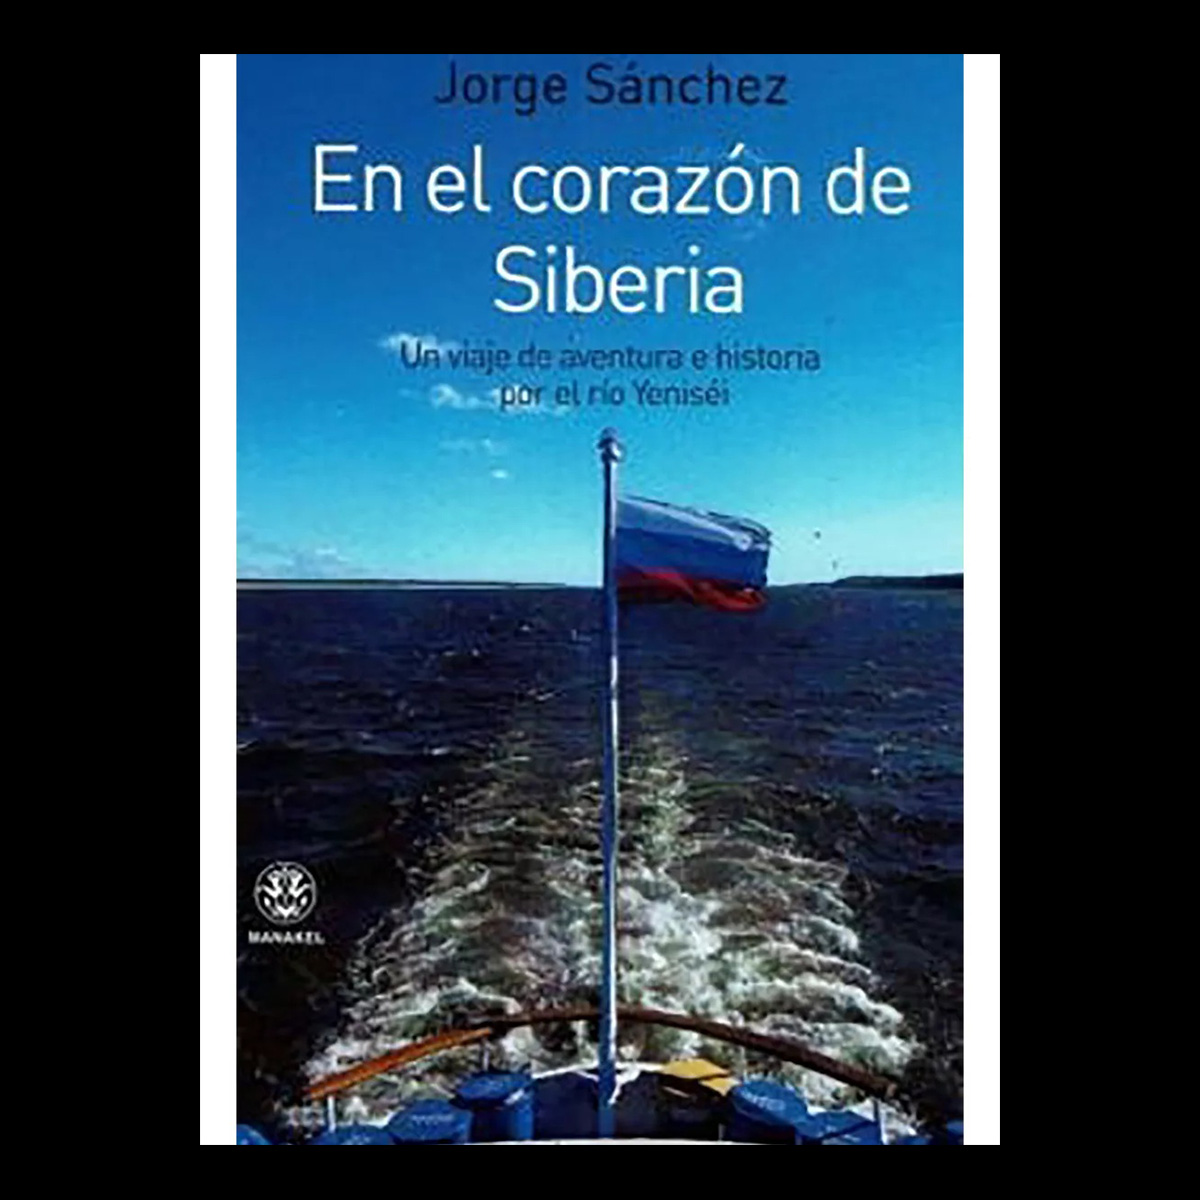 Jorge Sánchez
En el corazón de
Siberia
Un viaje de aventura e historia
por el río Yeniséi
MANAKEL